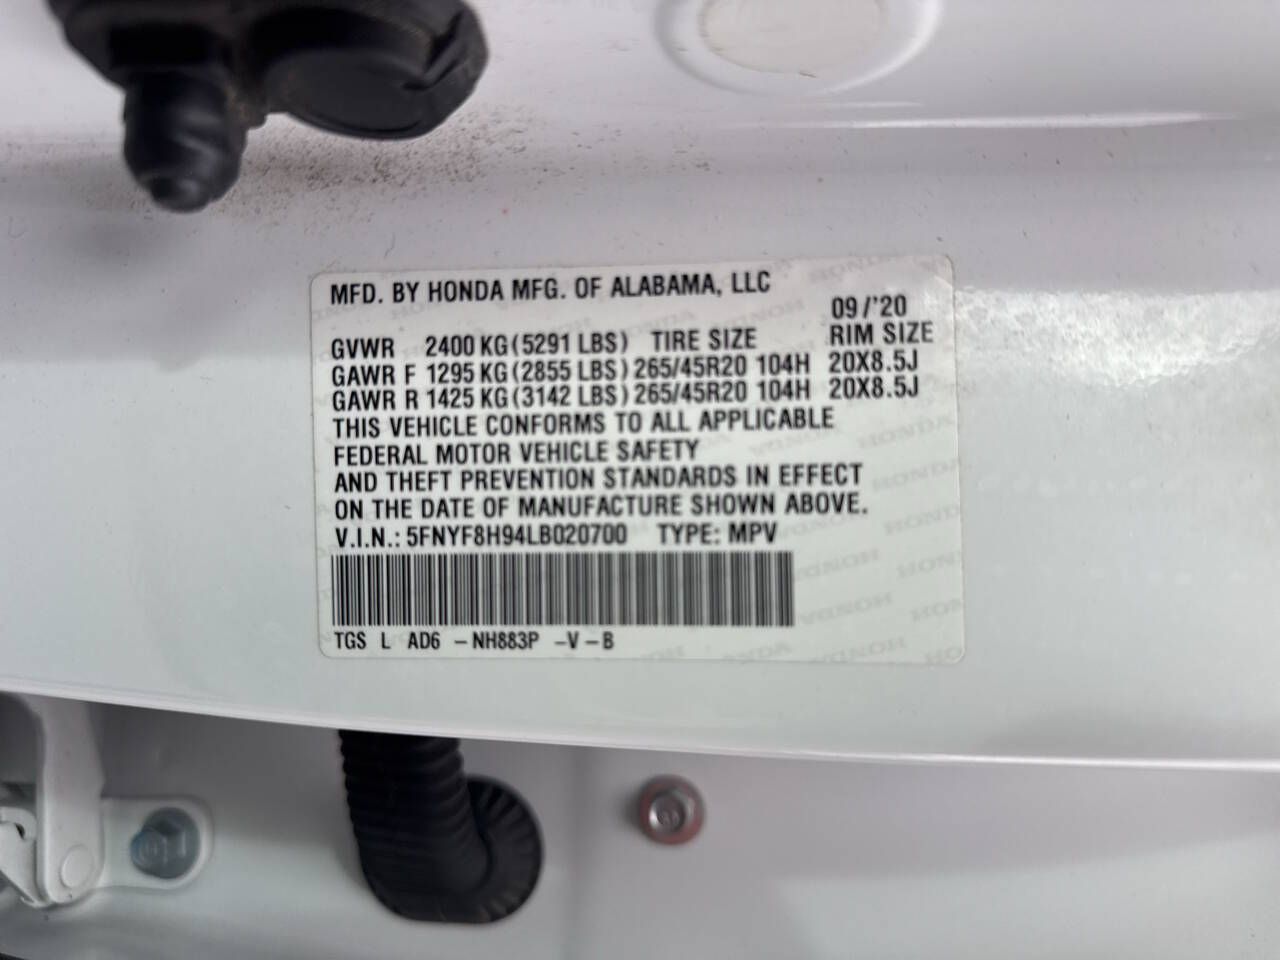 MFD. BY HONDA MFG. OF ALABAMA, LLC
09/'20
GVWR 2400 KG (5291 LBS) TIRE SIZE RIM SIZE
GAWR F 1295 KG (2855 LBS) 265/45R20 104H 20X8.5J
GAWR R 1425 KG (3142 LBS) 265/45R20 104H 20X8.5J
THIS VEHICLE CONFORMS TO ALL APPLICABLE
FEDERAL MOTOR VEHICLE SAFETY
AND THEFT PREVENTION STANDARDS IN EFFECT
ON THE DATE OF MANUFACTURE SHOWN ABOVE.
V.I.N.: 5FNYF8H94LB020700 TYPE: MPV
TGS L AD6 -NH883P -V-B